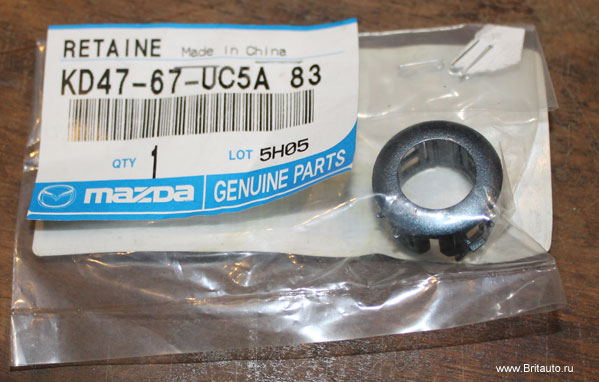 RETAINE Made in China
KD47-67-UC5A 83
QTY 1 LOT 5H05
mazda GENUINE PARTS
www.Britauto.ru